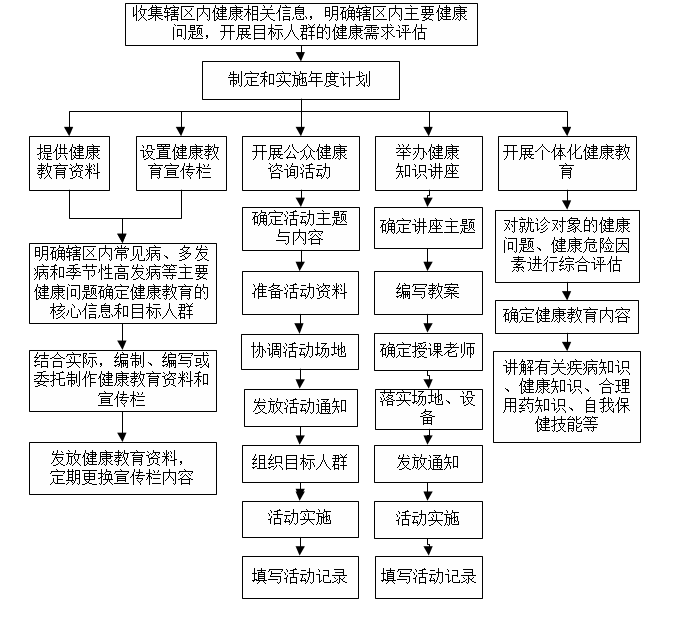 收集辖区内健康相关信息，明确辖区内主要健康
问题，开展目标人群的健康需求评估
制定和实施年度计划
提供健康
教育资料
设置健康教
育宣传栏
开展公众健康
咨询活动
举办健康
知识讲座
开展个体化健康教
育
明确辖区内常见病、多发
病和季节性高发病等主要
健康问题确定健康教育的
核心信息和目标人群
结合实际，编制、编写或
委托制作健康教育资料和
宣传栏
发放健康教育资料，
定期更换宣传栏内容
确定活动主题
与内容
准备活动资料
协调活动场地
发放活动通知
组织目标人群
活动实施
填写活动记录
确定讲座主题
编写教案
确定授课老师
落实场地、设
备
发放通知
活动实施
填写活动记录
对就诊对象的健康
问题、健康危险因
素进行综合评估
确定健康教育内容
讲解有关疾病知识
、健康知识、合理
用药知识、自我保
健技能等